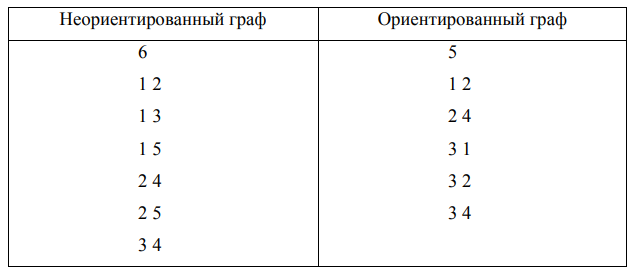 Неориентированный граф Ориентированный граф
6 5
1 2 1 2
1 3 2 4
1 5 3 1
2 4 3 2
2 5 3 4
3 4